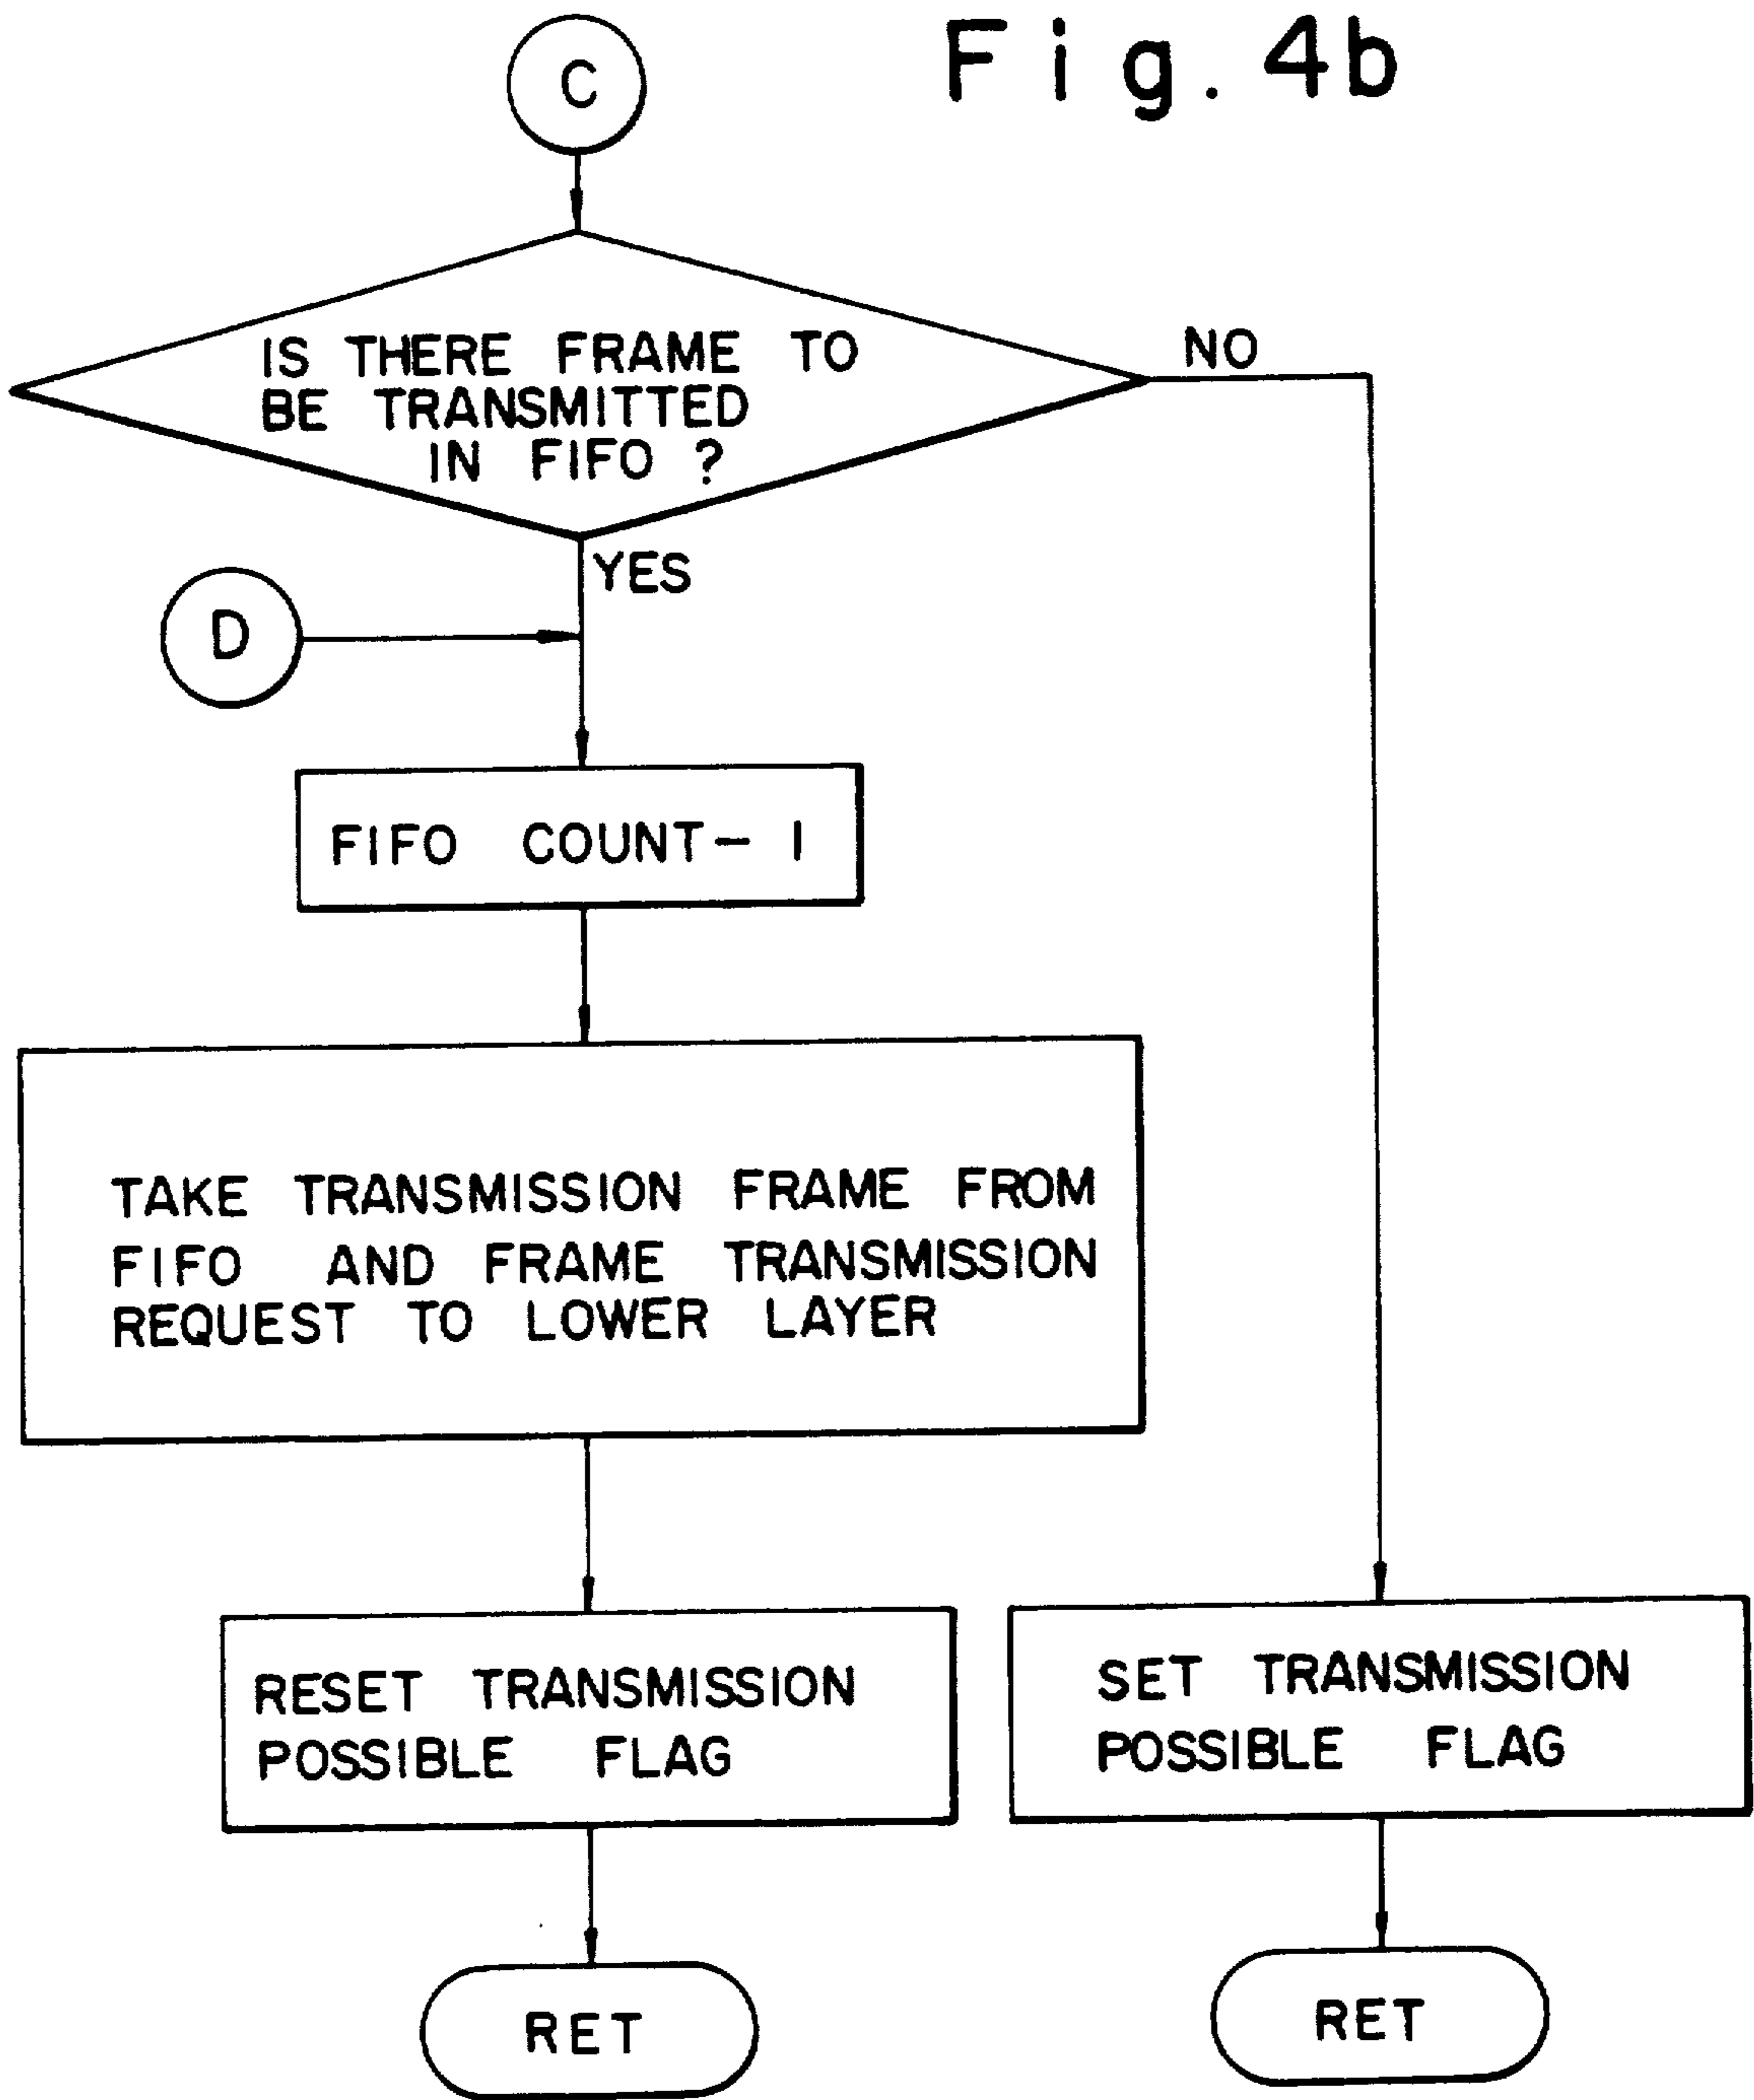 Fig. 4b
C
IS THERE FRAME TO
BE TRANSMITTED
IN FIFO ?
NO
YES
D
FIFO COUNT - 1
TAKE TRANSMISSION FRAME FROM
FIFO AND FRAME TRANSMISSION
REQUEST TO LOWER LAYER
RESET TRANSMISSION
POSSIBLE FLAG
SET TRANSMISSION
POSSIBLE FLAG
RET
RET